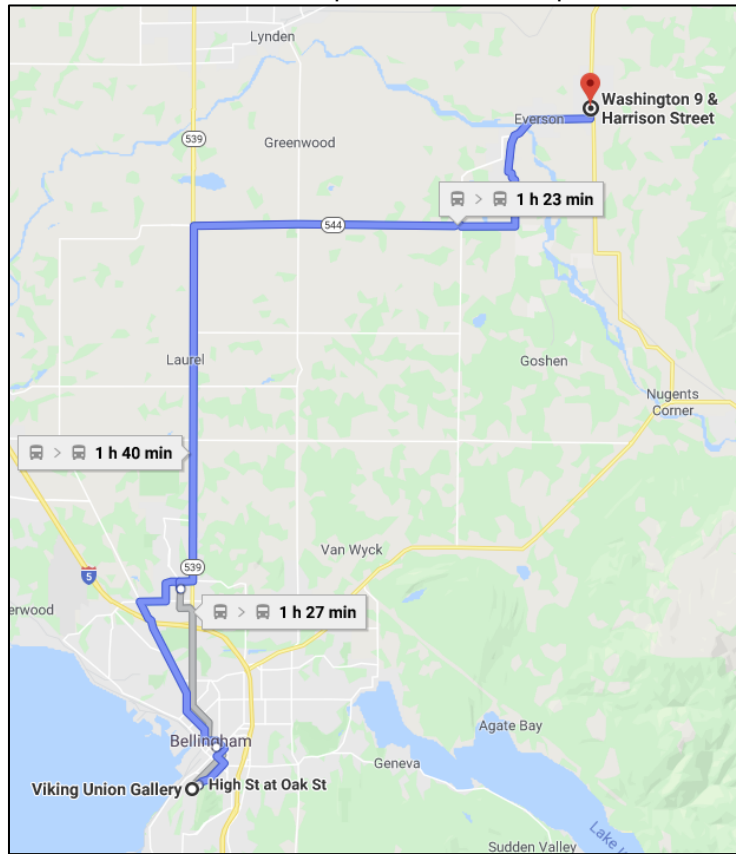 Lynden
Washington 9 &
Harrison Street
Everson
539
Greenwood
1 h 23 min
544
Laurel
Goshen
Nugents
Corner
1 h 40 min
Van Wyck
539
5
erwood
1 h 27 min
Agate Bay
Bellingham
Geneva
Viking Union Gallery
High St at Oak St
Lake
Sudden Valley